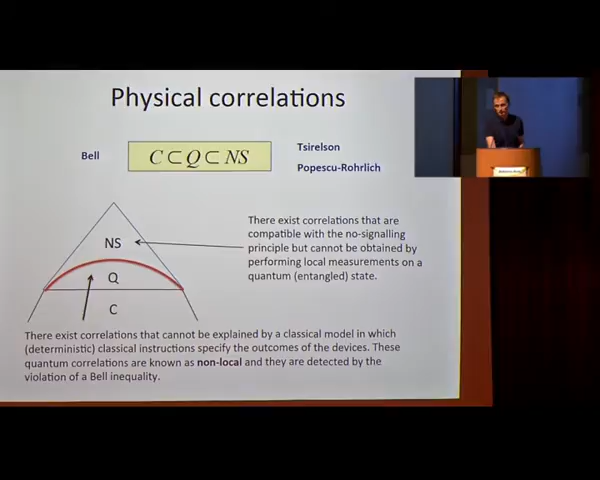 Physical correlations
Bell
C ⊂ Q ⊂ NS
Tsirelson
Popescu-Rohrlich
There exist correlations that are
compatible with the no-signalling
principle but cannot be obtained by
performing local measurements on a
quantum (entangled) state.
NS
Q
C
There exist correlations that cannot be explained by a classical model in which
(deterministic) classical instructions specify the outcomes of the devices. These
quantum correlations are known as non-local and they are detected by the
violation of a Bell inequality.